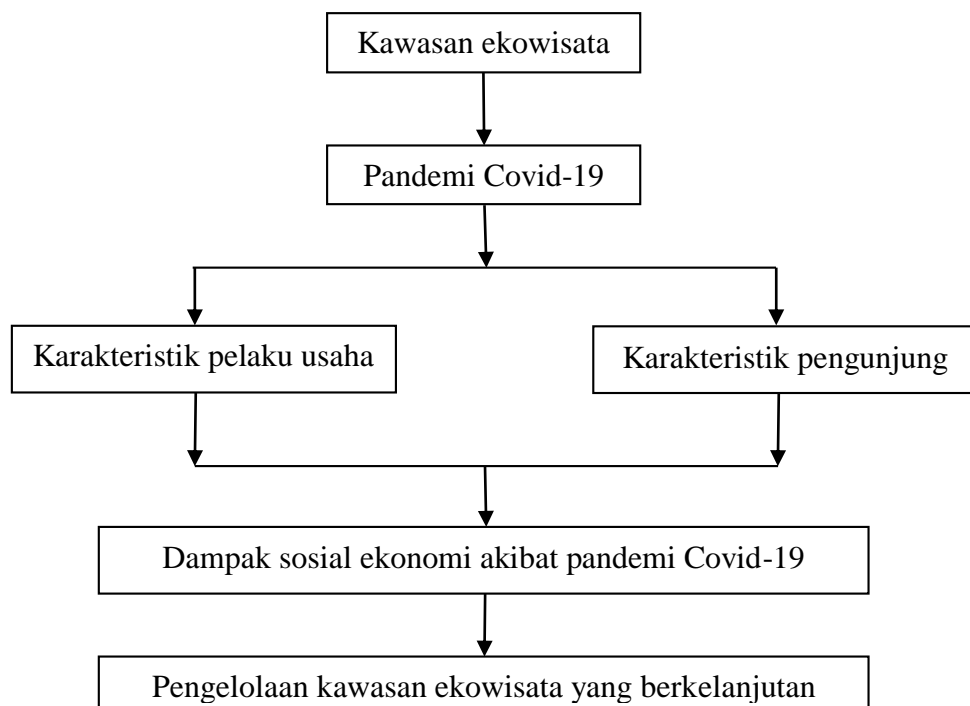 Kawasan ekowisata
Pandemi Covid-19
Karakteristik pelaku usaha
Karakteristik pengunjung
Dampak sosial ekonomi akibat pandemi Covid-19
Pengelolaan kawasan ekowisata yang berkelanjutan